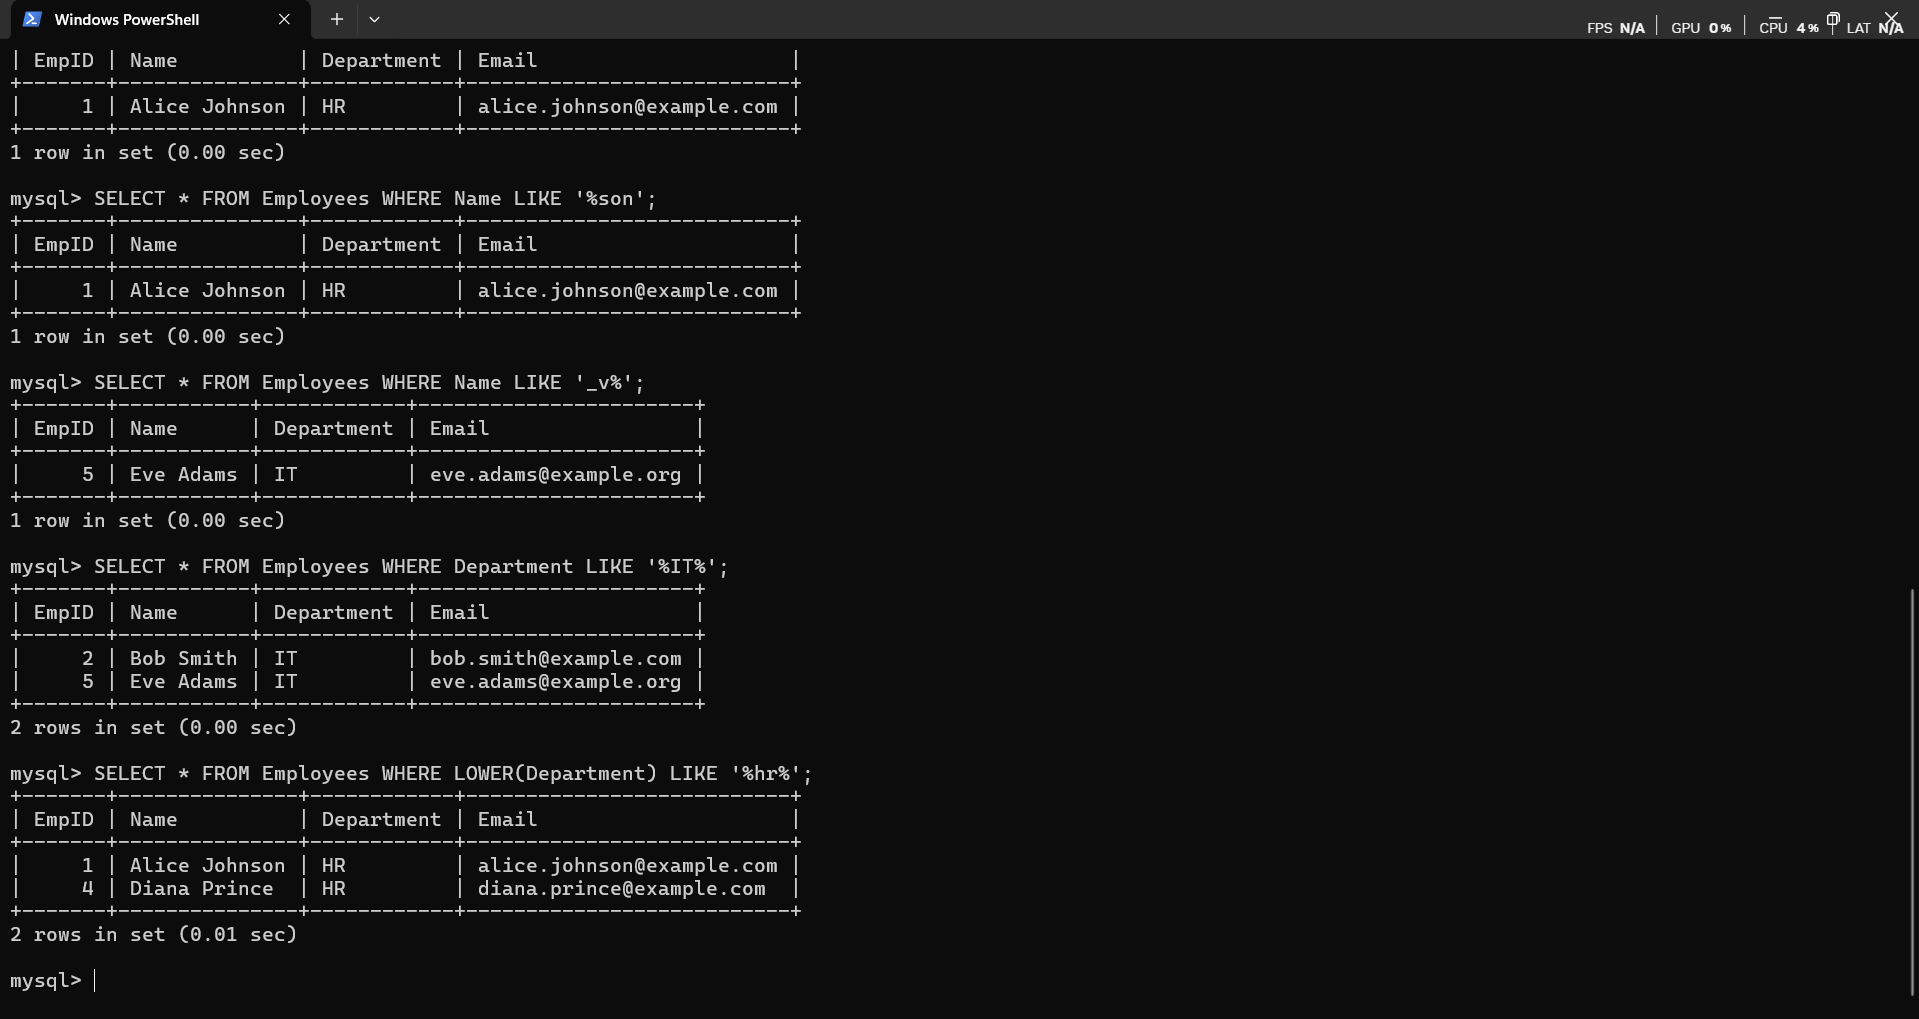 Windows PowerShell
FPS N/A | GPU 0% | CPU 4% | LAT N/A
| EmpID | Name          | Department | Email                     |
+-------+---------------+------------+---------------------------+
|     1 | Alice Johnson | HR         | alice.johnson@example.com |
+-------+---------------+------------+---------------------------+
1 row in set (0.00 sec)
mysql> SELECT * FROM Employees WHERE Name LIKE '%son';
+-------+---------------+------------+---------------------------+
| EmpID | Name          | Department | Email                     |
+-------+---------------+------------+---------------------------+
|     1 | Alice Johnson | HR         | alice.johnson@example.com |
+-------+---------------+------------+---------------------------+
1 row in set (0.00 sec)
mysql> SELECT * FROM Employees WHERE Name LIKE '_v%';
+-------+-----------+------------+-----------------------+
| EmpID | Name      | Department | Email                 |
+-------+-----------+------------+-----------------------+
|     5 | Eve Adams | IT         | eve.adams@example.org |
+-------+-----------+------------+-----------------------+
1 row in set (0.00 sec)
mysql> SELECT * FROM Employees WHERE Department LIKE '%IT%';
+-------+-----------+------------+-----------------------+
| EmpID | Name      | Department | Email                 |
+-------+-----------+------------+-----------------------+
|     2 | Bob Smith | IT         | bob.smith@example.com |
|     5 | Eve Adams | IT         | eve.adams@example.org |
+-------+-----------+------------+-----------------------+
2 rows in set (0.00 sec)
mysql> SELECT * FROM Employees WHERE LOWER(Department) LIKE '%hr%';
+-------+---------------+------------+---------------------------+
| EmpID | Name          | Department | Email                     |
+-------+---------------+------------+---------------------------+
|     1 | Alice Johnson | HR         | alice.johnson@example.com |
|     4 | Diana Prince  | HR         | diana.prince@example.com  |
+-------+---------------+------------+---------------------------+
2 rows in set (0.01 sec)
mysql>